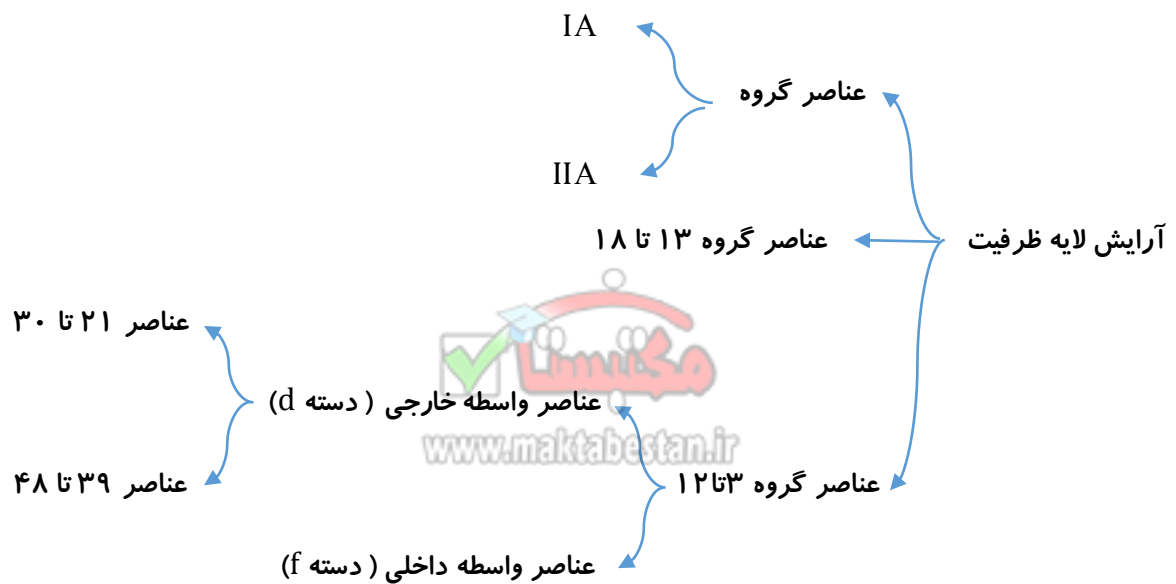 IA
عناصر گروه
IIA
آرایش لایه ظرفیت
عناصر گروه ۱۳ تا ۱۸
عناصر ۲۱ تا ۳۰
مکتبستان
عناصر واسطه خارجی ( دسته d)
www.maktabestan.ir
عناصر گروه ۳تا۱۲
عناصر ۳۹ تا ۴۸
عناصر واسطه داخلی ( دسته f)